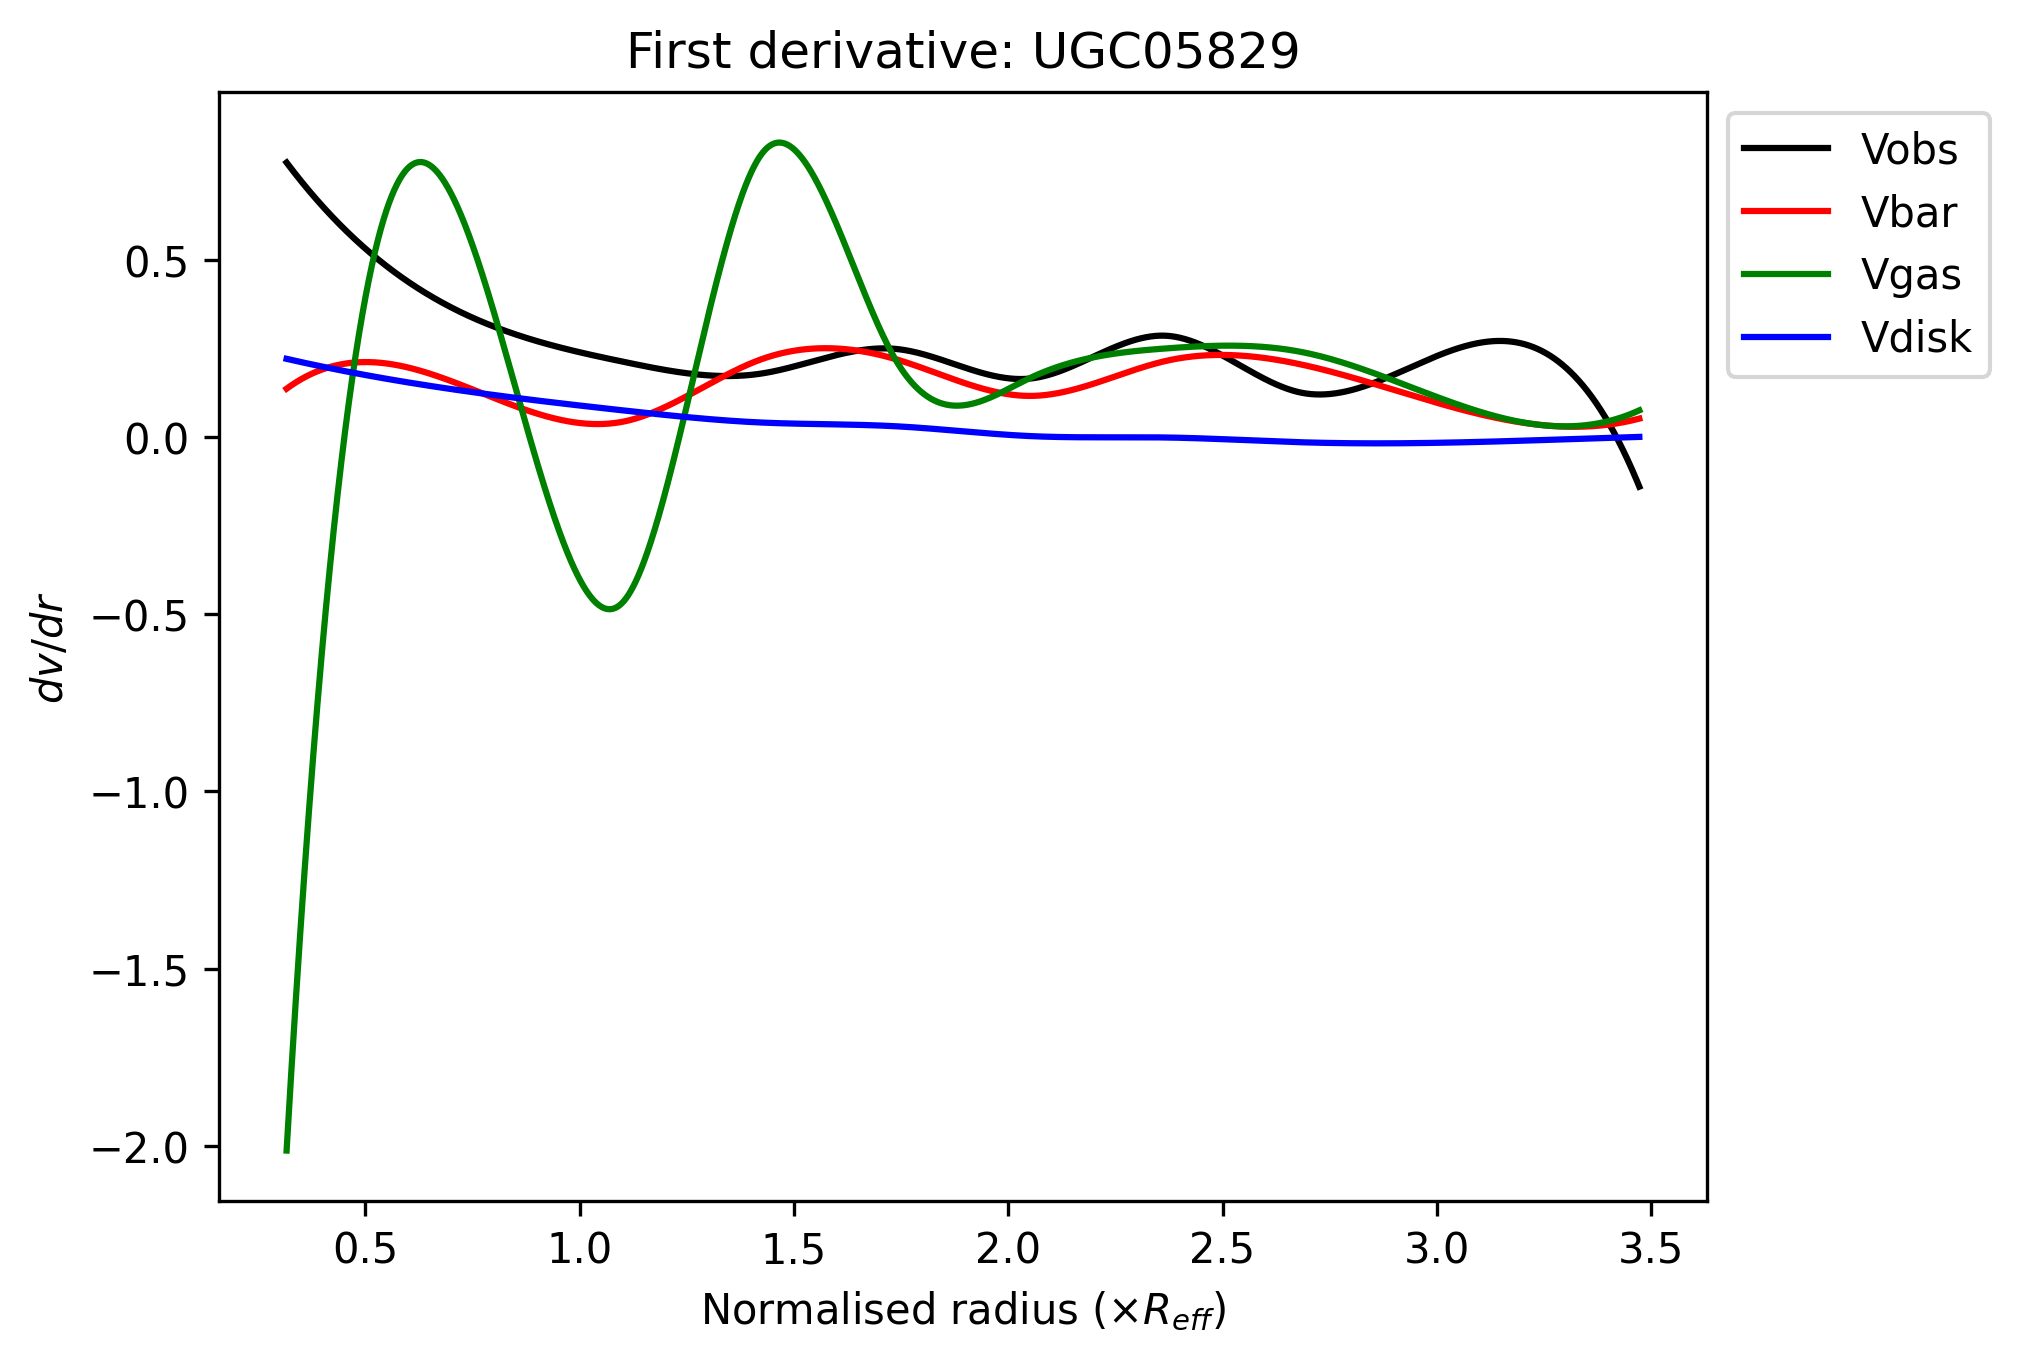 First derivative: UGC05829
Vobs
Vbar
Vgas
Vdisk
dv/dr
0.5
0.0
−0.5
−1.0
−1.5
−2.0
0.5 1.0 1.5 2.0 2.5 3.0 3.5
Normalised radius (×R_eff)